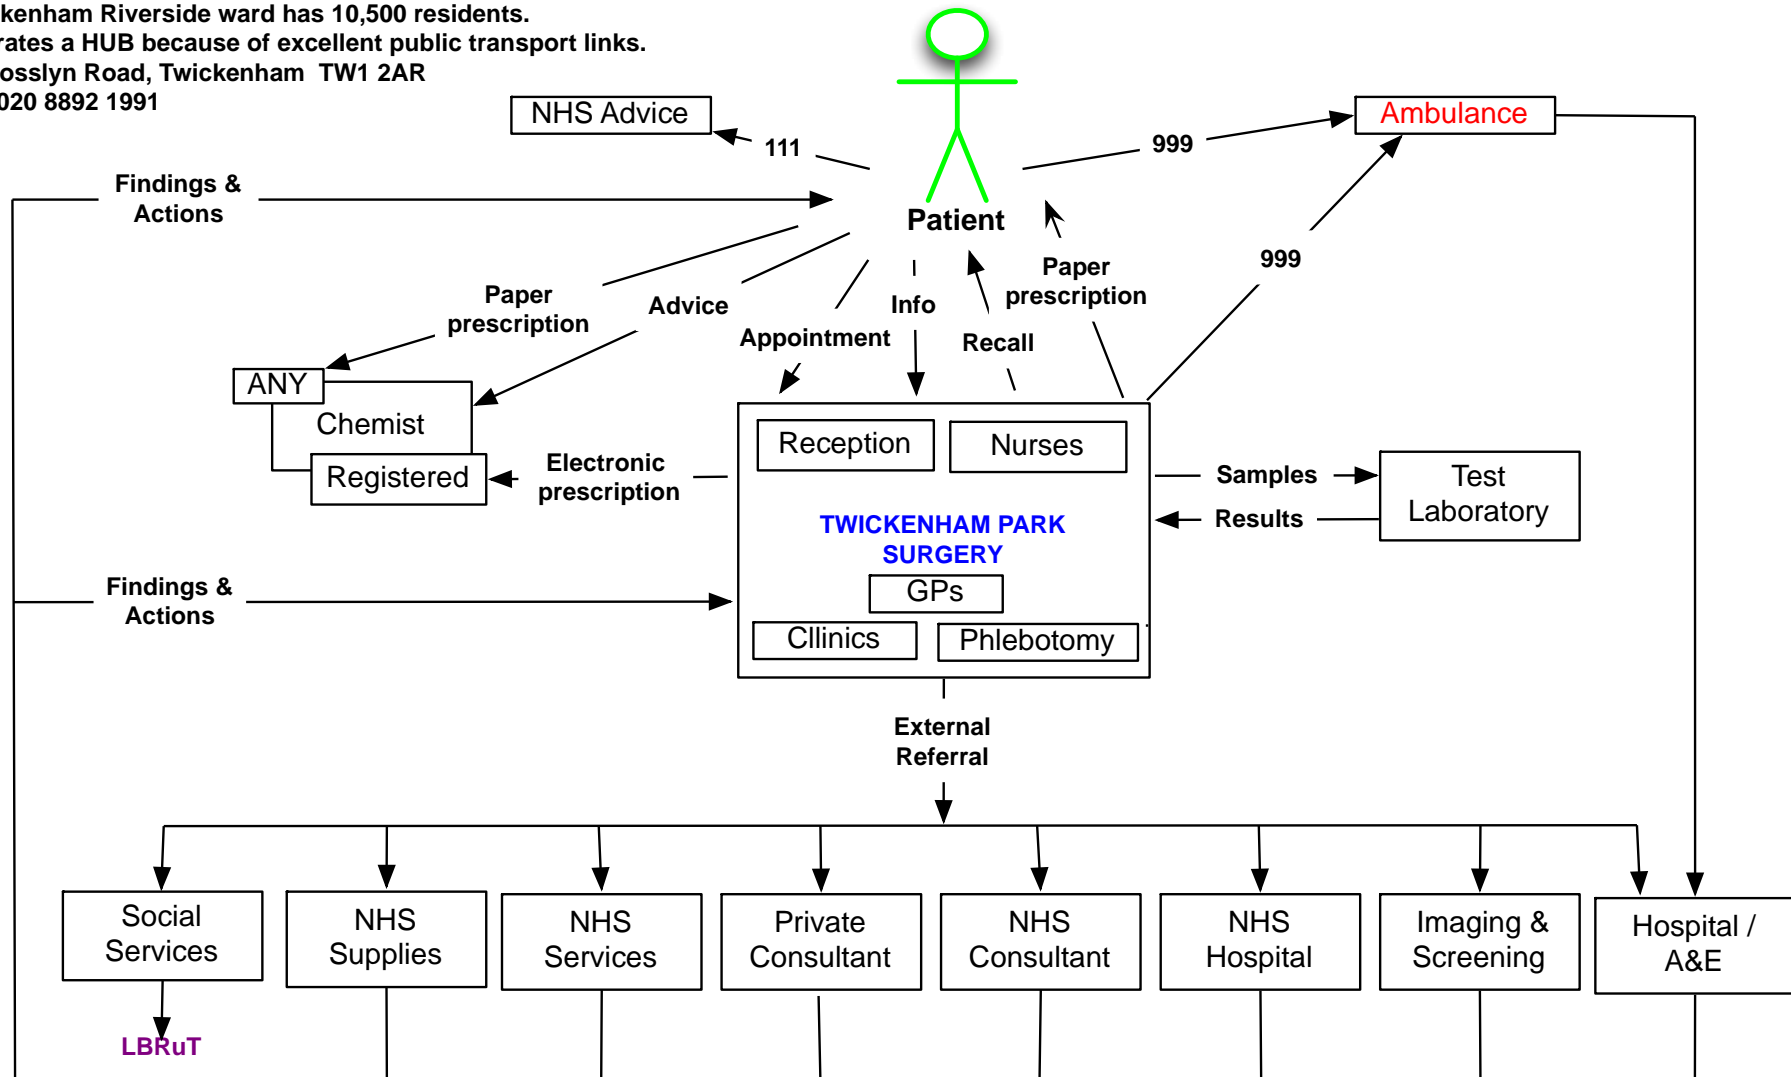 kenham Riverside ward has 10,500 residents.
rates a HUB because of excellent public transport links.
osslyn Road, Twickenham TW1 2AR
020 8892 1991
NHS Advice
111
999
Ambulance
Findings &
Actions
Patient
999
Paper
prescription
Advice
Appointment
Info
Recall
Paper
prescription
ANY
Chemist
Registered
Electronic
prescription
Reception
Nurses
TWICKENHAM PARK
SURGERY
GPs
Cllinics
Phlebotomy
Samples
Results
Test
Laboratory
Findings &
Actions
External
Referral
Social
Services
NHS
Supplies
NHS
Services
Private
Consultant
NHS
Consultant
NHS
Hospital
Imaging &
Screening
Hospital /
A&E
LBRuT